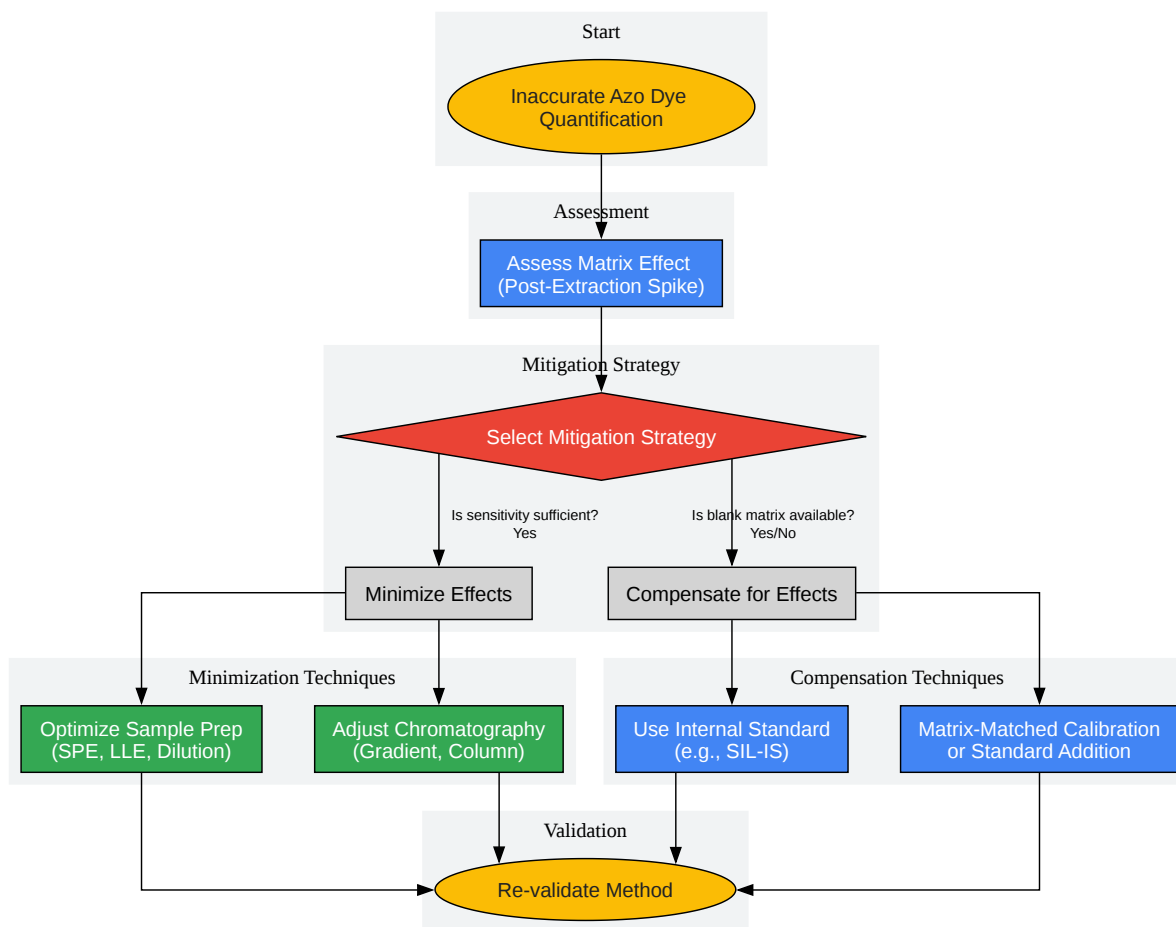 Start
Inaccurate Azo Dye
Quantification
Assessment
Assess Matrix Effect
(Post-Extraction Spike)
Mitigation Strategy
Select Mitigation Strategy
Is sensitivity sufficient?
Yes
Is blank matrix available?
Yes/No
Minimize Effects
Compensate for Effects
Minimization Techniques
Compensation Techniques
Optimize Sample Prep
(SPE, LLE, Dilution)
Adjust Chromatography
(Gradient, Column)
Use Internal Standard
(e.g., SIL-IS)
Matrix-Matched Calibration
or Standard Addition
Validation
Re-validate Method